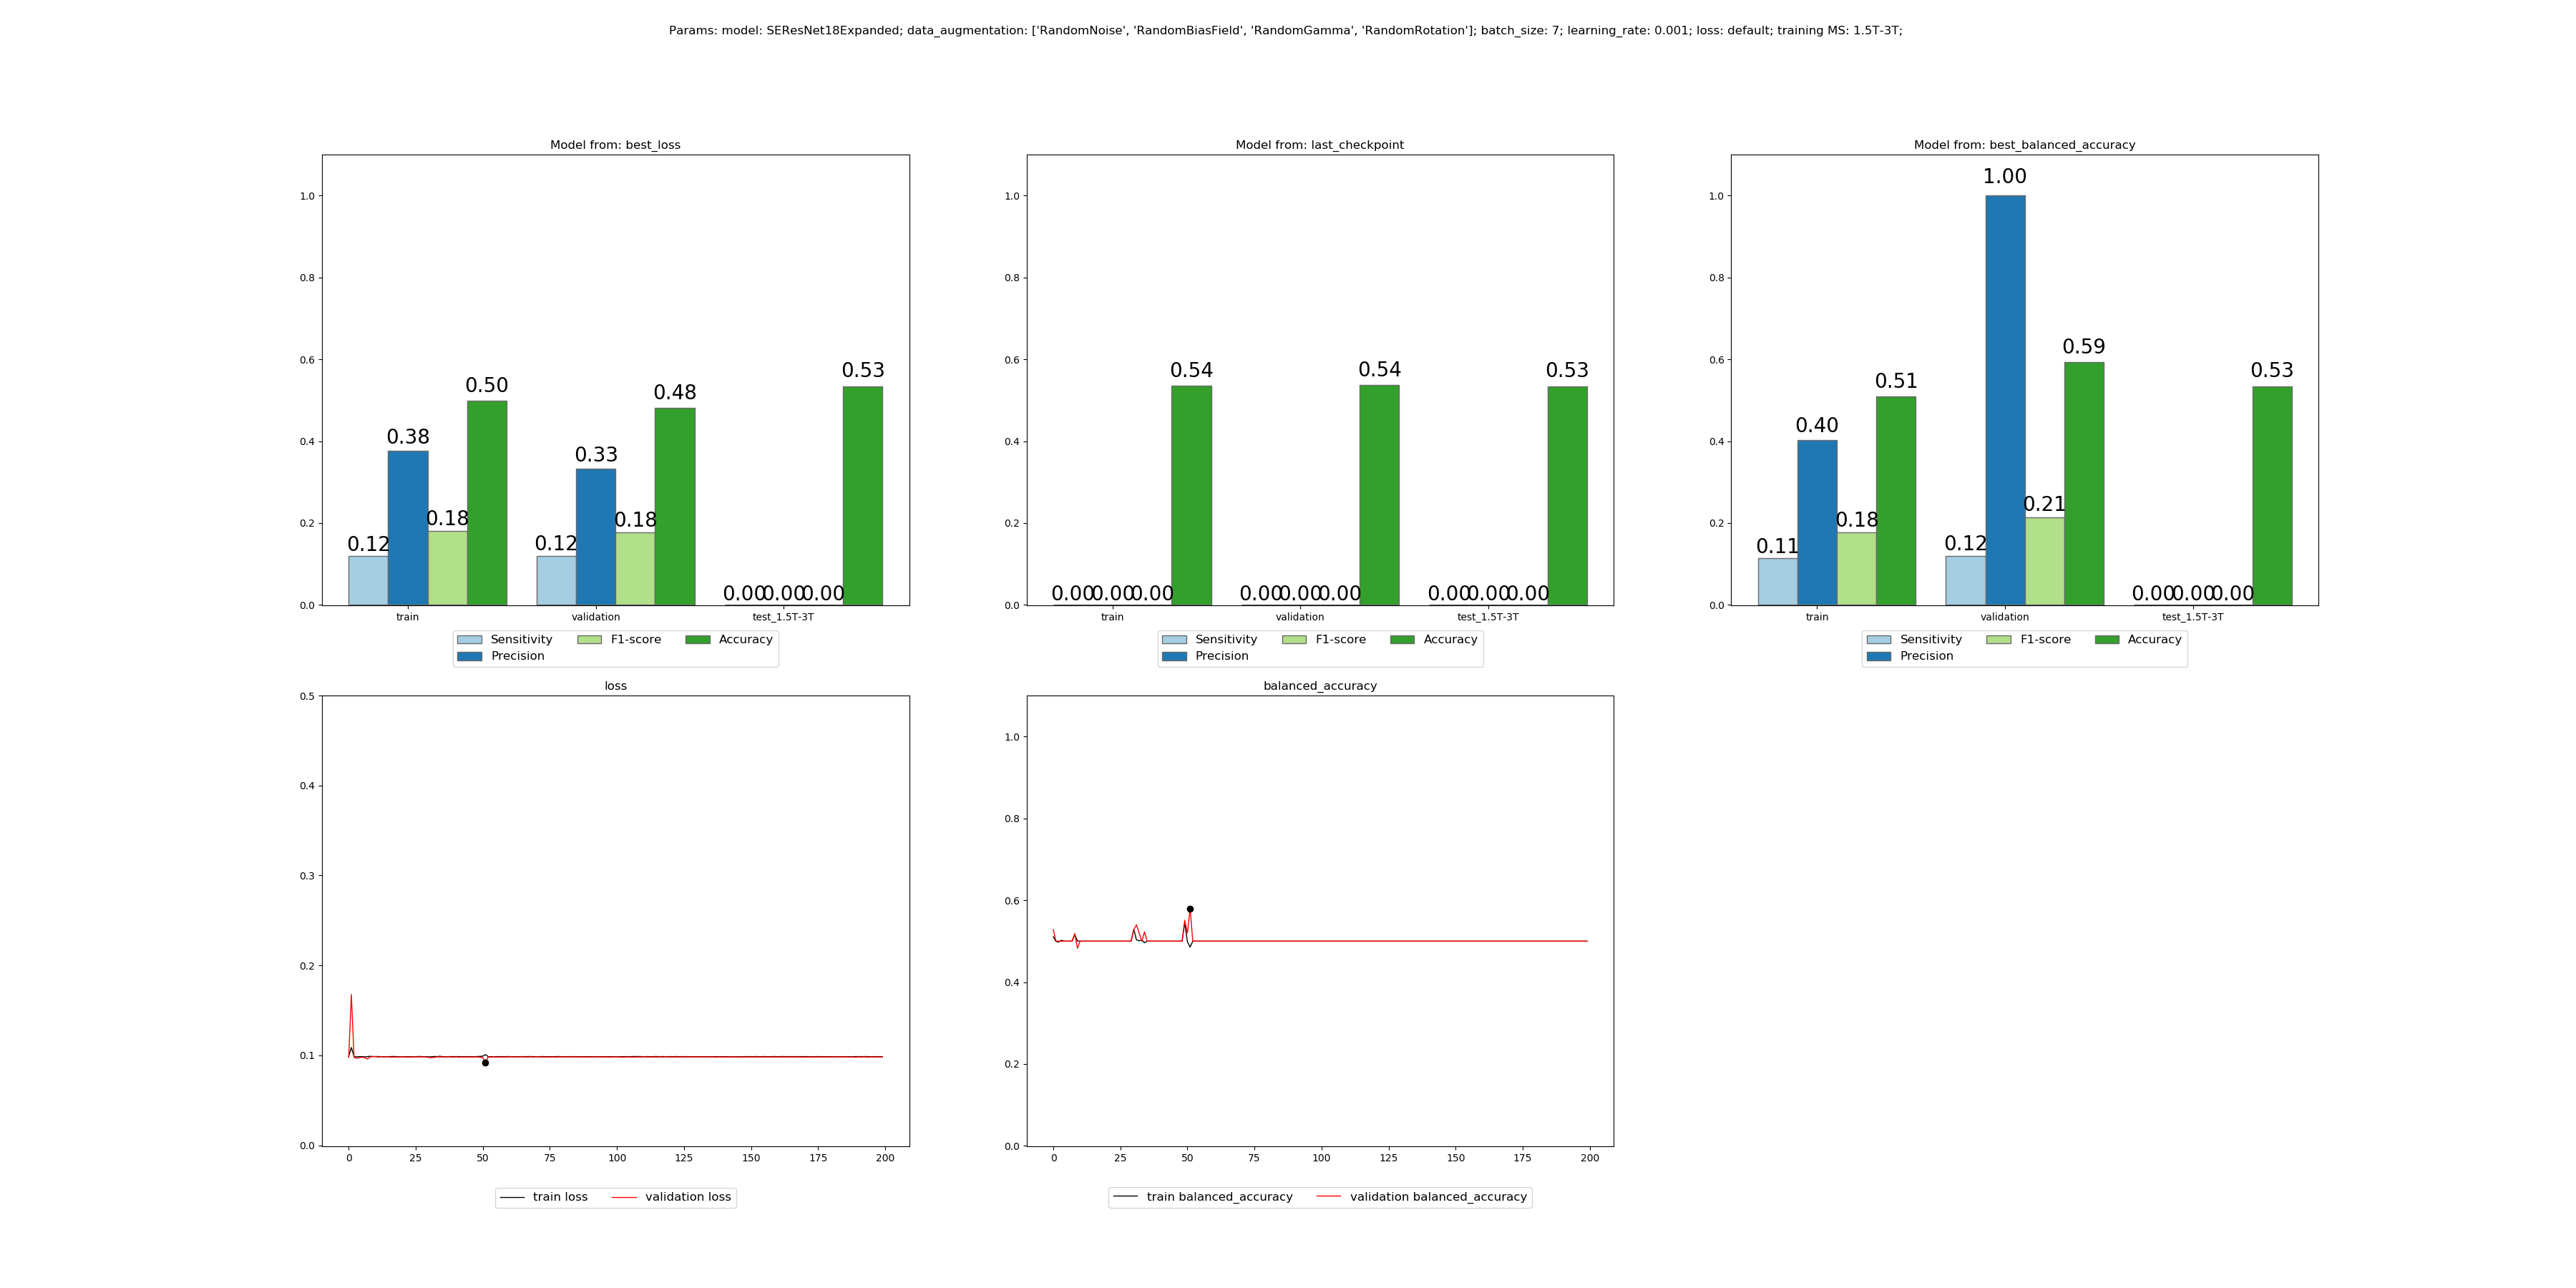 Params: model: SEResNet18Expanded; data_augmentation: ['RandomNoise', 'RandomBiasField', 'RandomGamma', 'RandomRotation']; batch_size: 7; learning_rate: 0.001; loss: default; training MS: 1.5T-3T;
Model from: best_loss
1.0
0.8
0.6
0.4
0.2
0.0
0.12
0.38
0.18
0.50
0.12
0.33
0.18
0.48
0.00
0.00
0.00
0.53
train
validation
test_1.5T-3T
Sensitivity
F1-score
Accuracy
Precision
Model from: last_checkpoint
1.0
0.8
0.6
0.4
0.2
0.0
0.00
0.00
0.00
0.54
0.00
0.00
0.00
0.54
0.00
0.00
0.00
0.53
train
validation
test_1.5T-3T
Sensitivity
F1-score
Accuracy
Precision
Model from: best_balanced_accuracy
1.0
0.8
0.6
0.4
0.2
0.0
0.11
0.40
0.18
0.51
0.12
1.00
0.21
0.59
0.00
0.00
0.00
0.53
train
validation
test_1.5T-3T
Sensitivity
F1-score
Accuracy
Precision
loss
0.5
0.4
0.3
0.2
0.1
0.0
0 25 50 75 100 125 150 175 200
train loss
validation loss
balanced_accuracy
1.0
0.8
0.6
0.4
0.2
0.0
0 25 50 75 100 125 150 175 200
train balanced_accuracy
validation balanced_accuracy